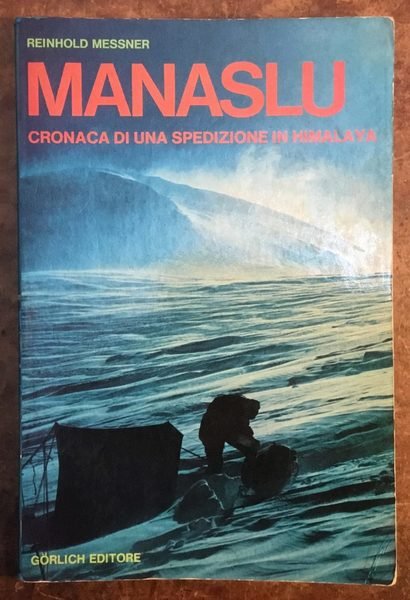 REINHOLD MESSNER
MANASLU
CRONACA DI UNA SPEDIZIONE IN HIMALAYA
GÖRLICH EDITORE